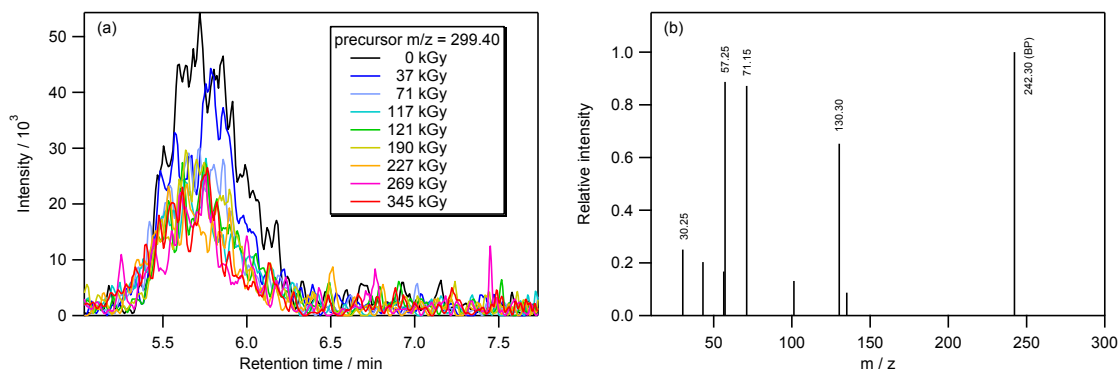 (a)
50
40
30
20
10
0
Intensity / 10³
5.5
6.0
6.5
7.0
7.5
Retention time / min
precursor m/z = 299.40
0 kGy
37 kGy
71 kGy
117 kGy
121 kGy
190 kGy
227 kGy
269 kGy
345 kGy
(b)
1.0
0.8
0.6
0.4
0.2
0.0
Relative intensity
30.25
57.25
71.15
130.30
242.30 (BP)
50
100
150
200
250
300
m / z